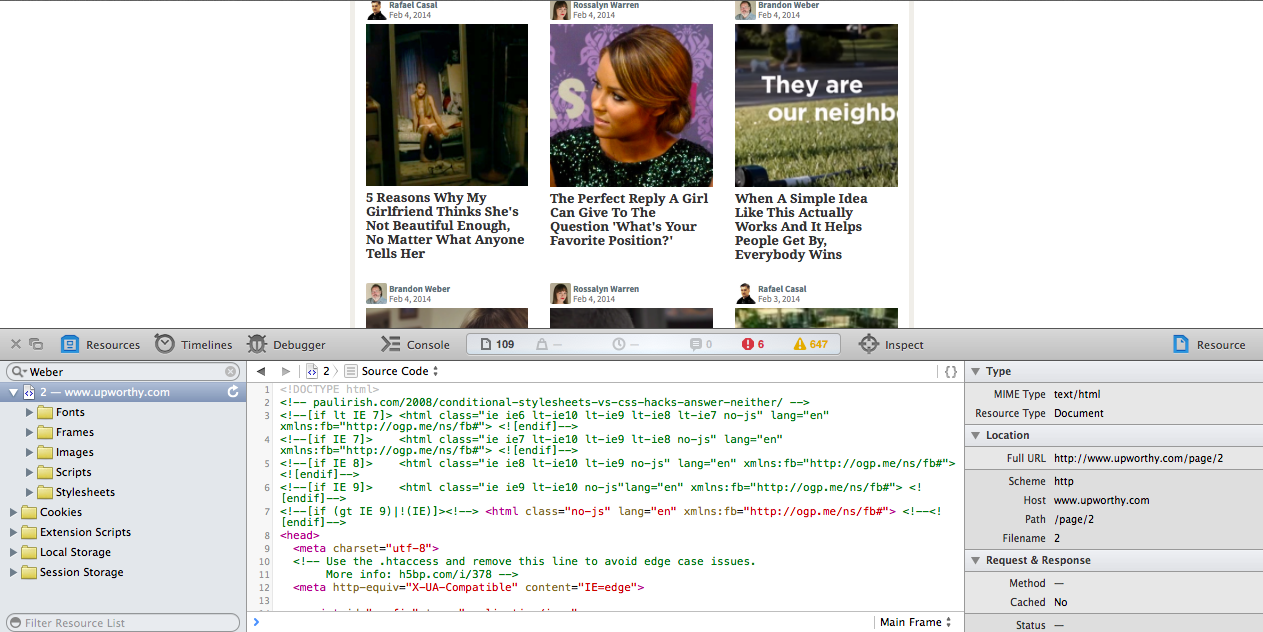 Rafael Casal
Feb 4, 2014
Rossalyn Warren
Feb 4, 2014
Brandon Weber
Feb 4, 2014
S
AS
They are
our neighb
5 Reasons Why My
Girlfriend Thinks She's
Not Beautiful Enough,
No Matter What Anyone
Tells Her
The Perfect Reply A Girl
Can Give To The
Question 'What's Your
Favorite Position?'
When A Simple Idea
Like This Actually
Works And It Helps
People Get By,
Everybody Wins
Brandon Weber
Feb 4, 2014
Rossalyn Warren
Feb 4, 2014
Rafael Casal
Feb 3, 2014
Resources Timelines Debugger Console 109 — — 0 6 647 Inspect Resource
Weber
2 — www.upworthy.com
Fonts
Frames
Images
Scripts
Stylesheets
Cookies
Extension Scripts
Local Storage
Session Storage
Filter Resource List
2 Source Code {}
1 <!DOCTYPE html>
2 <!-- paulirish.com/2008/conditional-stylesheets-vs-css-hacks-answer-neither/ -->
3 <!--[if lt IE 7]> <html class="ie ie6 lt-ie10 lt-ie9 lt-ie8 lt-ie7 no-js" lang="en"
xmlns:fb="http://ogp.me/ns/fb#"> <![endif]-->
4 <!--[if IE 7]> <html class="ie ie7 lt-ie10 lt-ie9 lt-ie8 no-js" lang="en"
xmlns:fb="http://ogp.me/ns/fb#"> <![endif]-->
5 <!--[if IE 8]> <html class="ie ie8 lt-ie10 lt-ie9 no-js" lang="en" xmlns:fb="http://ogp.me/ns/fb#">
<![endif]-->
6 <!--[if IE 9]> <html class="ie ie9 lt-ie10 no-js"lang="en" xmlns:fb="http://ogp.me/ns/fb#"> <!
[endif]-->
7 <!--[if (gt IE 9)|!(IE)]><!--> <html class="no-js" lang="en" xmlns:fb="http://ogp.me/ns/fb#"> <!--<!
[endif]-->
8 <head>
9 <meta charset="utf-8">
10 <!-- Use the .htaccess and remove this line to avoid edge case issues.
11 More info: h5bp.com/i/378 -->
12 <meta http-equiv="X-UA-Compatible" content="IE=edge">
13
Main Frame
Type
MIME Type text/html
Resource Type Document
Location
Full URL http://www.upworthy.com/page/2
Scheme http
Host www.upworthy.com
Path /page/2
Filename 2
Request & Response
Method —
Cached No
Status —